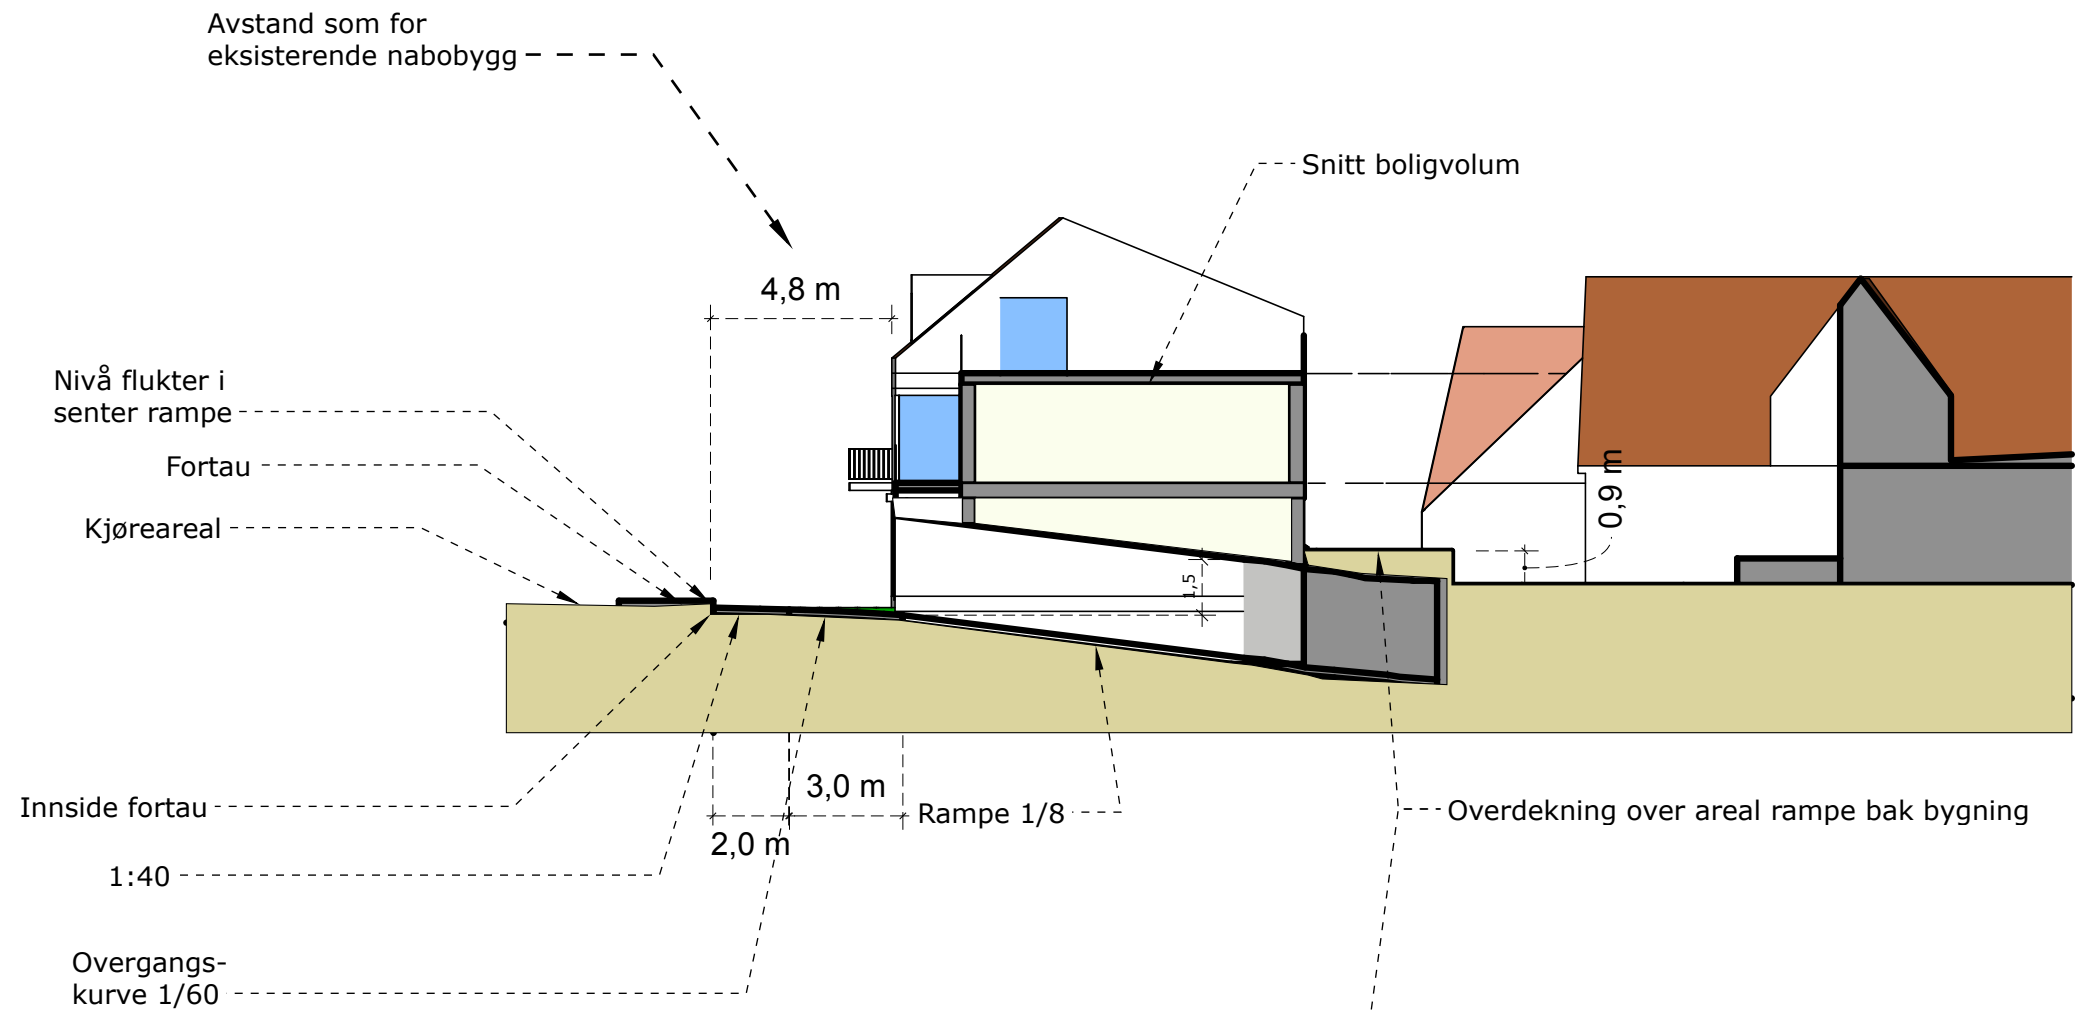 Avstand som for
eksisterende nabobygg
Snitt boligvolum
4,8 m
Nivå flukter i
senter rampe
Fortau
Kjøreareal
0,9 m
1,5
Innside fortau
3,0 m
Rampe 1/8
Overdekning over areal rampe bak bygning
2,0 m
1:40
Overgangs-
kurve 1/60